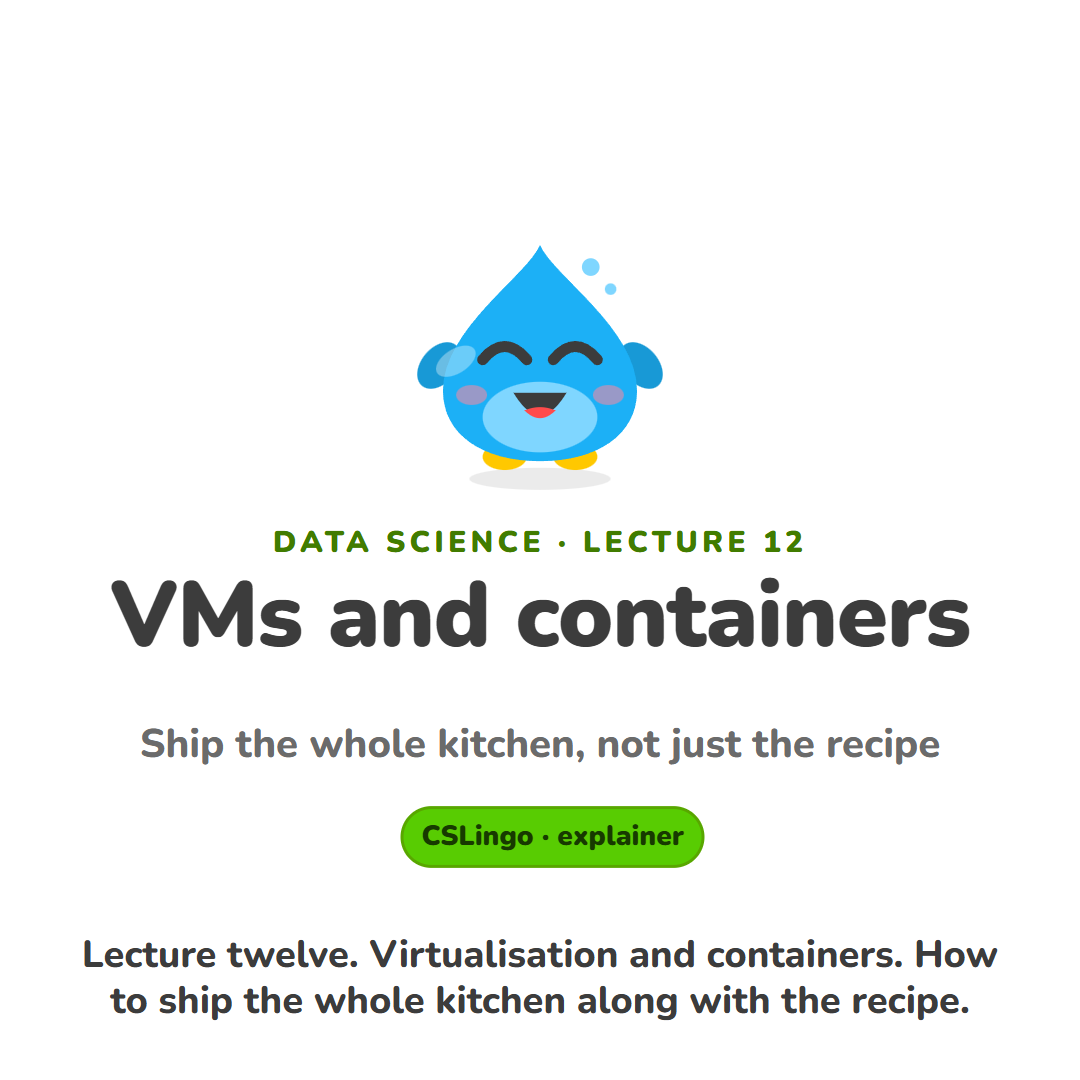 DATA SCIENCE · LECTURE 12
VMs and containers
Ship the whole kitchen, not just the recipe
CSLingo · explainer
Lecture twelve. Virtualisation and containers. How
to ship the whole kitchen along with the recipe.